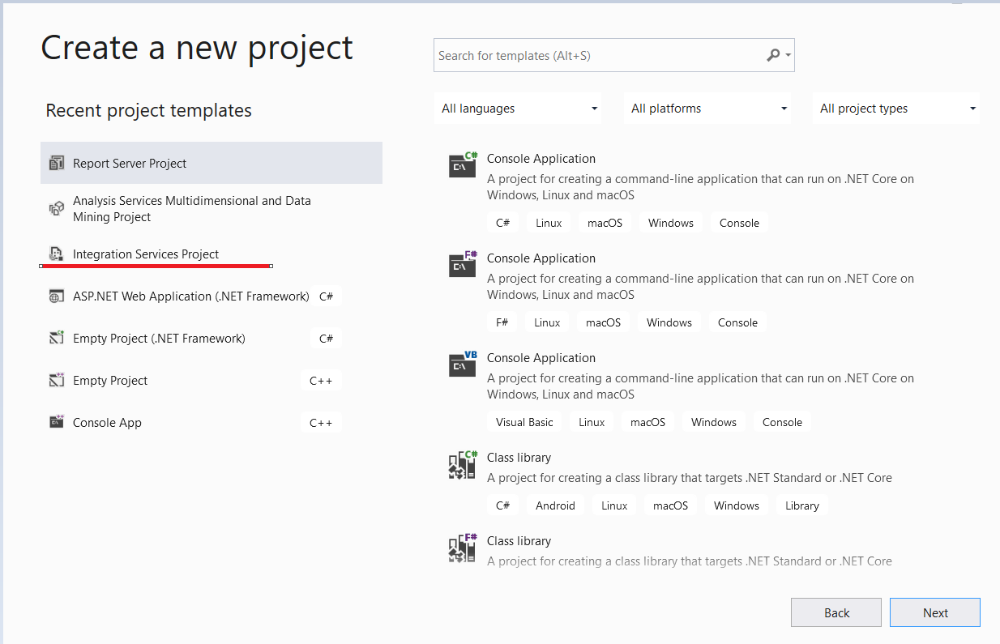 Create a new project
Search for templates (Alt+S)
Recent project templates
All languages
All platforms
All project types
Report Server Project
Analysis Services Multidimensional and Data
Mining Project
Integration Services Project
ASP.NET Web Application (.NET Framework) C#
Empty Project (.NET Framework) C#
Empty Project C++
Console App C++
C#
Console Application
A project for creating a command-line application that can run on .NET Core on
Windows, Linux and macOS
C# Linux macOS Windows Console
F#
Console Application
A project for creating a command-line application that can run on .NET Core on
Windows, Linux and macOS
F# Linux macOS Windows Console
VB
Console Application
A project for creating a command-line application that can run on .NET Core on
Windows, Linux and macOS
Visual Basic Linux macOS Windows Console
C#
Class library
A project for creating a class library that targets .NET Standard or .NET Core
C# Android Linux macOS Windows Library
F#
Class library
A project for creating a class library that targets .NET Standard or .NET Core
Back
Next